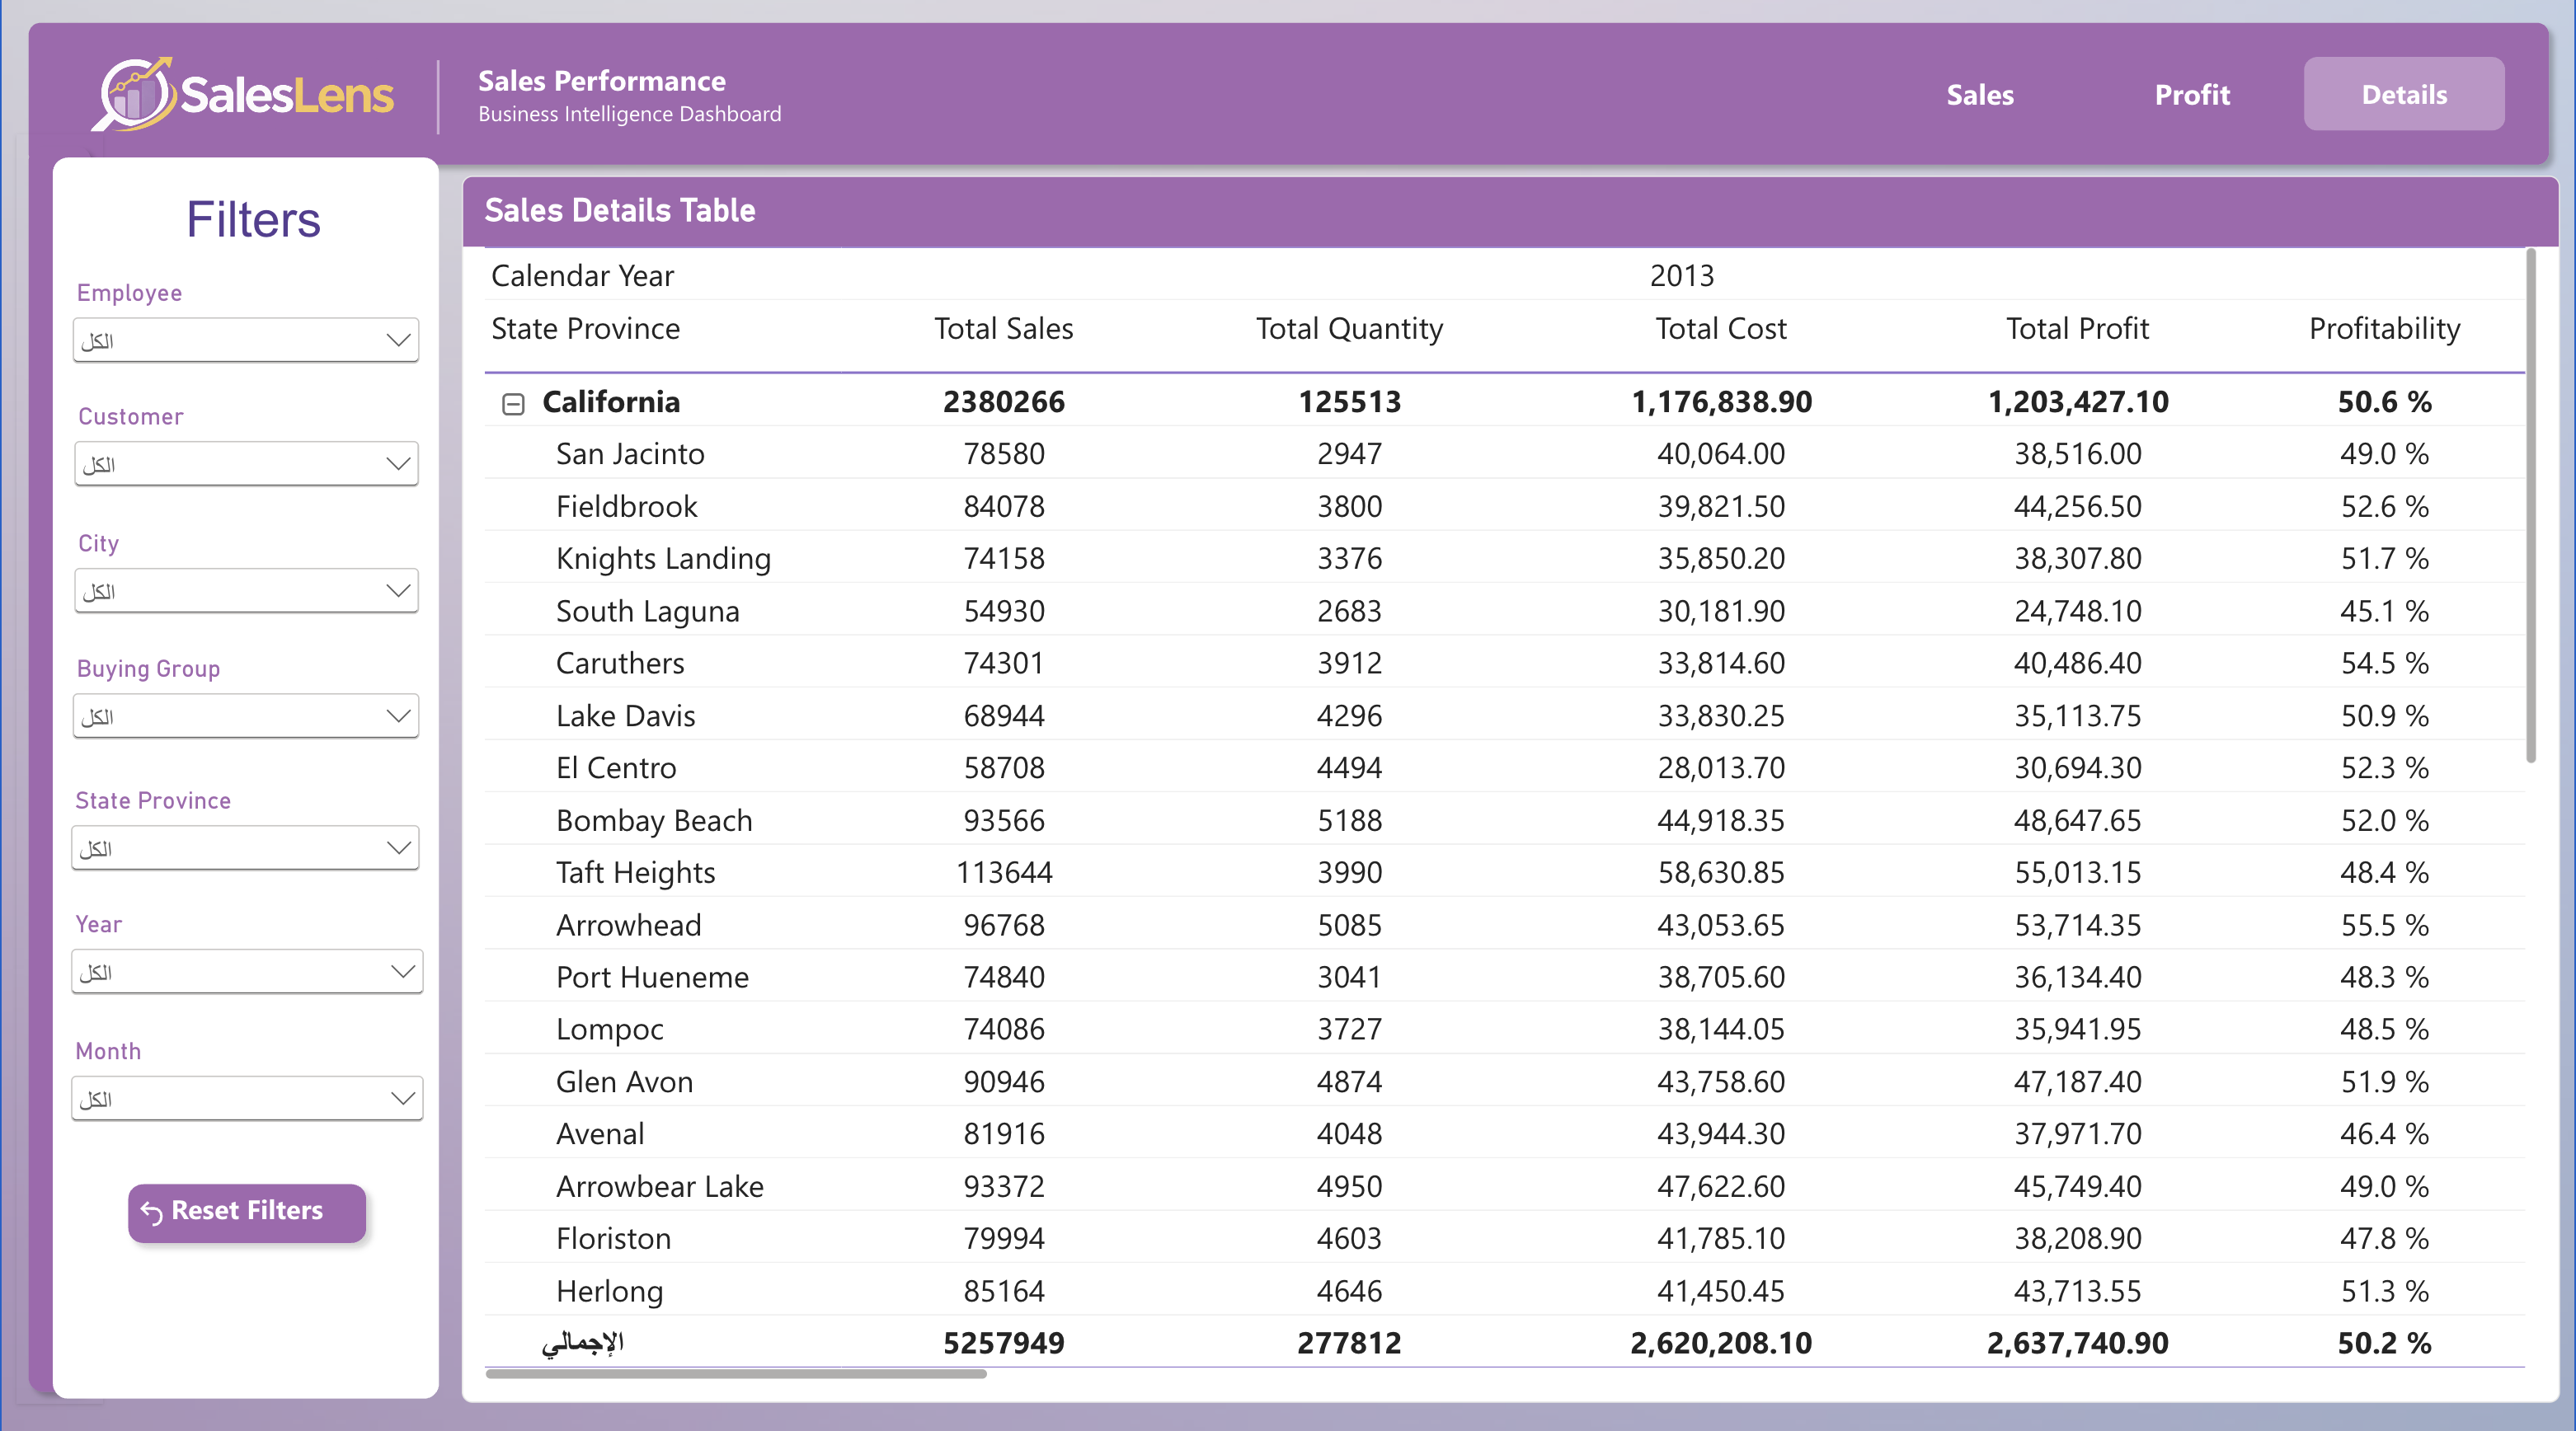 SalesLens
Sales Performance
Business Intelligence Dashboard
Sales Profit Details
Filters
Employee
الكل
Customer
الكل
City
الكل
Buying Group
الكل
State Province
الكل
Year
الكل
Month
الكل
Reset Filters
Sales Details Table
Calendar Year 2013
State Province Total Sales Total Quantity Total Cost Total Profit Profitability
California 2380266 125513 1,176,838.90 1,203,427.10 50.6 %
San Jacinto 78580 2947 40,064.00 38,516.00 49.0 %
Fieldbrook 84078 3800 39,821.50 44,256.50 52.6 %
Knights Landing 74158 3376 35,850.20 38,307.80 51.7 %
South Laguna 54930 2683 30,181.90 24,748.10 45.1 %
Caruthers 74301 3912 33,814.60 40,486.40 54.5 %
Lake Davis 68944 4296 33,830.25 35,113.75 50.9 %
El Centro 58708 4494 28,013.70 30,694.30 52.3 %
Bombay Beach 93566 5188 44,918.35 48,647.65 52.0 %
Taft Heights 113644 3990 58,630.85 55,013.15 48.4 %
Arrowhead 96768 5085 43,053.65 53,714.35 55.5 %
Port Hueneme 74840 3041 38,705.60 36,134.40 48.3 %
Lompoc 74086 3727 38,144.05 35,941.95 48.5 %
Glen Avon 90946 4874 43,758.60 47,187.40 51.9 %
Avenal 81916 4048 43,944.30 37,971.70 46.4 %
Arrowbear Lake 93372 4950 47,622.60 45,749.40 49.0 %
Floriston 79994 4603 41,785.10 38,208.90 47.8 %
Herlong 85164 4646 41,450.45 43,713.55 51.3 %
الإجمالي 5257949 277812 2,620,208.10 2,637,740.90 50.2 %